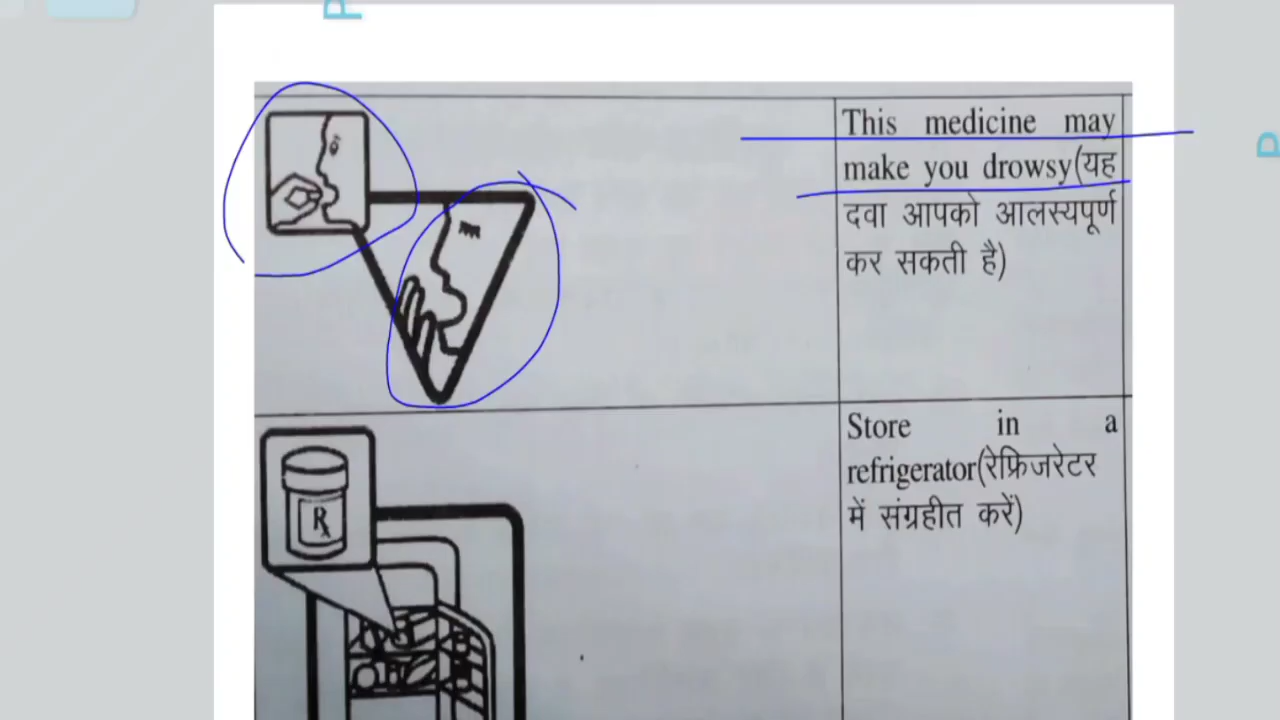 This medicine may
make you drowsy(यह
दवा आपको आलस्यपूर्ण
कर सकती है)
Store in a
refrigerator(रेफ्रिजरेटर
में संग्रहीत करें)
Rx